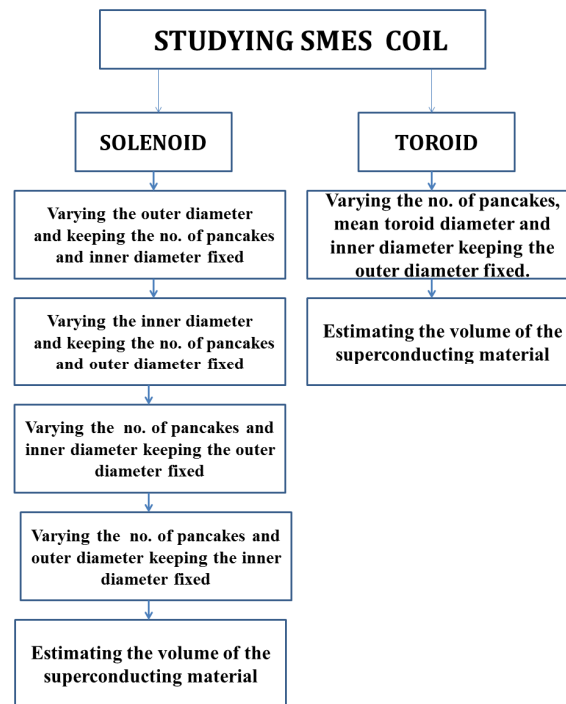 STUDYING SMES COIL
SOLENOID
Varying the outer diameter
and keeping the no. of pancakes
and inner diameter fixed
Varying the inner diameter
and keeping the no. of pancakes
and outer diameter fixed
Varying the no. of pancakes and
inner diameter keeping the outer
diameter fixed
Varying the no. of pancakes and
outer diameter keeping the inner
diameter fixed
Estimating the volume of the
superconducting material
TOROID
Varying the no. of pancakes,
mean toroid diameter and
inner diameter keeping the
outer diameter fixed.
Estimating the volume of the
superconducting material